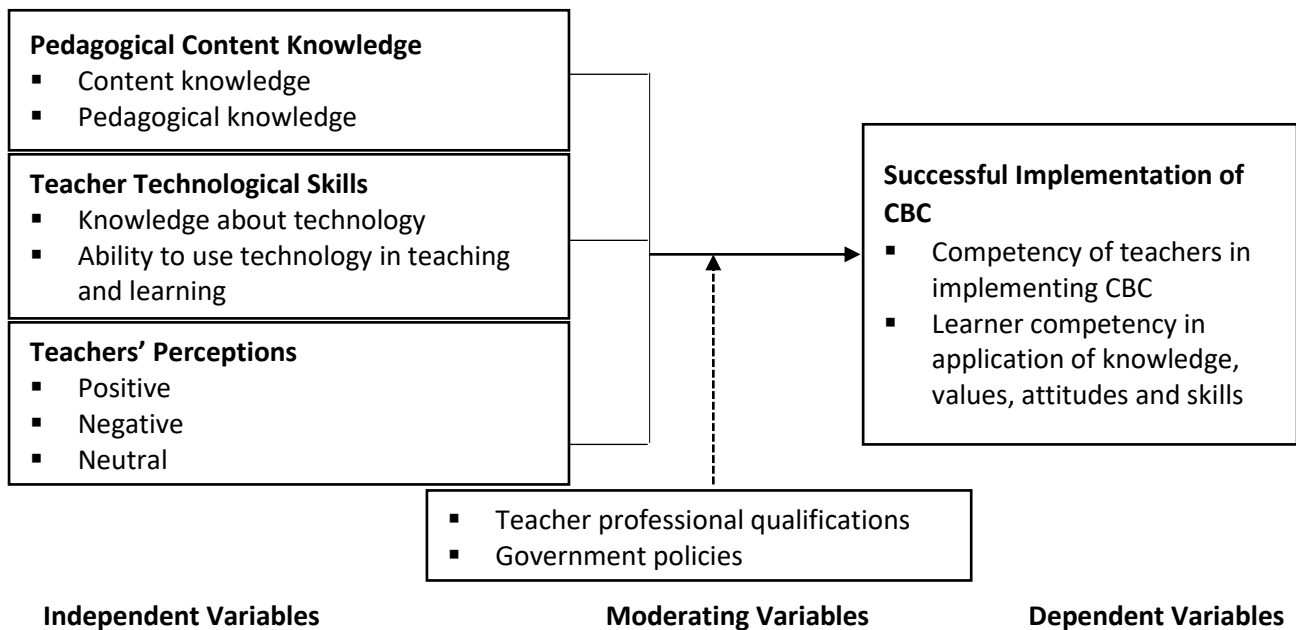 Pedagogical Content Knowledge
▪ Content knowledge
▪ Pedagogical knowledge
Teacher Technological Skills
▪ Knowledge about technology
▪ Ability to use technology in teaching
and learning
Teachers’ Perceptions
▪ Positive
▪ Negative
▪ Neutral
Successful Implementation of
CBC
▪ Competency of teachers in
implementing CBC
▪ Learner competency in
application of knowledge,
values, attitudes and skills
▪ Teacher professional qualifications
▪ Government policies
Independent Variables
Moderating Variables
Dependent Variables